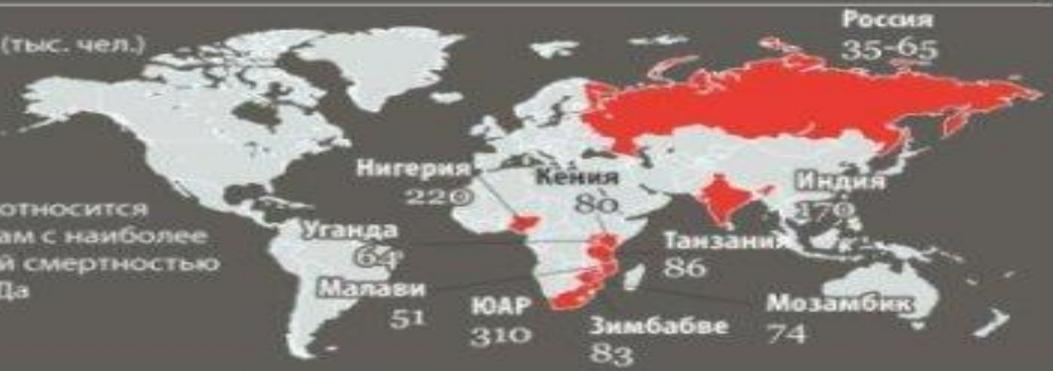 (тыс. чел.)
Россия
35-65
Нигерия
220
Кения
80
Индия
170
относится
ам с наиболее
й смертностью
Да
Уганда
64
Танзания
86
Малави
51
ЮАР
310
Зимбабве
83
Мозамбик
74